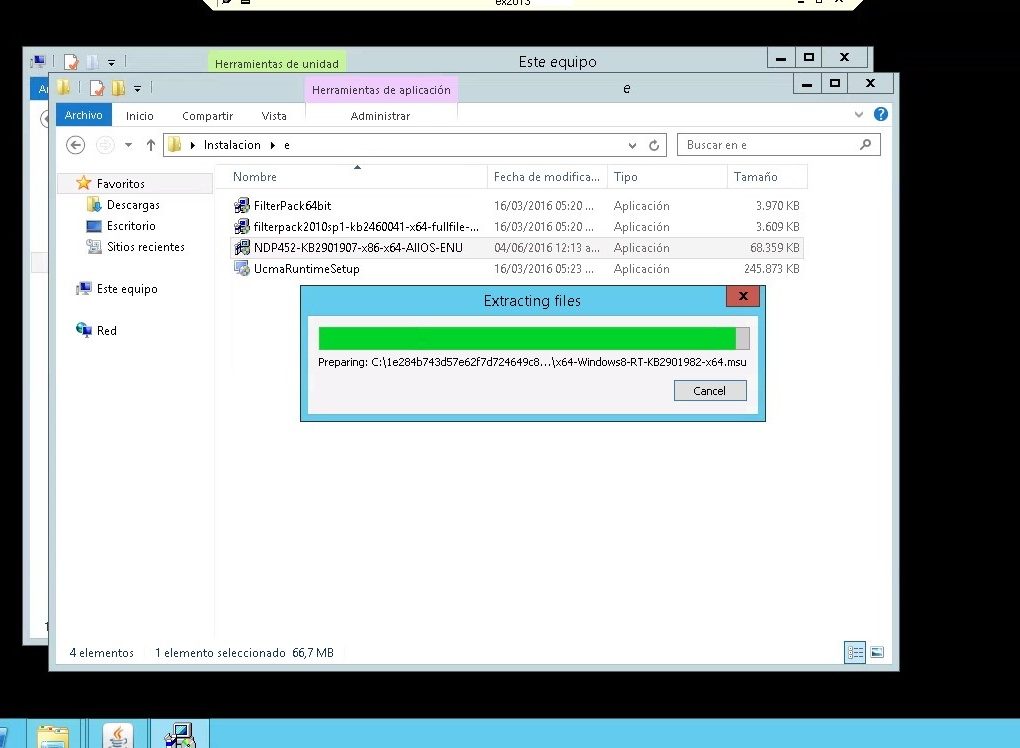 ex2013
Herramientas de unidad
Este equipo
Herramientas de aplicación
e
Archivo
Inicio
Compartir
Vista
Administrar
Instalacion
e
Buscar en e
Nombre
Fecha de modifica...
Tipo
Tamaño
Favoritos
Descargas
Escritorio
Sitios recientes
Este equipo
Red
FilterPack64bit 16/03/2016 05:20 ... Aplicación 3.970 KB
filterpack2010sp1-kb2460041-x64-fullfile-... 16/03/2016 05:20 ... Aplicación 3.609 KB
NDP452-KB2901907-x86-x64-AllOS-ENU 04/06/2016 12:13 a... Aplicación 68.359 KB
UcmaRuntimeSetup 16/03/2016 05:23 ... Aplicación 245.873 KB
Extracting files
Preparing: C:\1e284b743d57e62f7d724649c8...\x64-Windows8-RT-KB2901982-x64.msu
Cancel
4 elementos
1 elemento seleccionado 66,7 MB